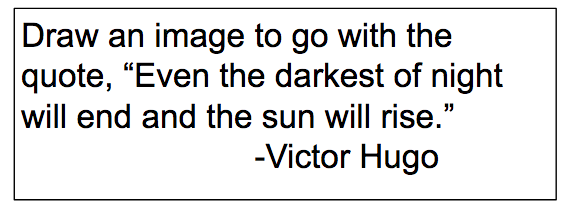 Draw an image to go with the
quote, “Even the darkest of night
will end and the sun will rise.”
-Victor Hugo